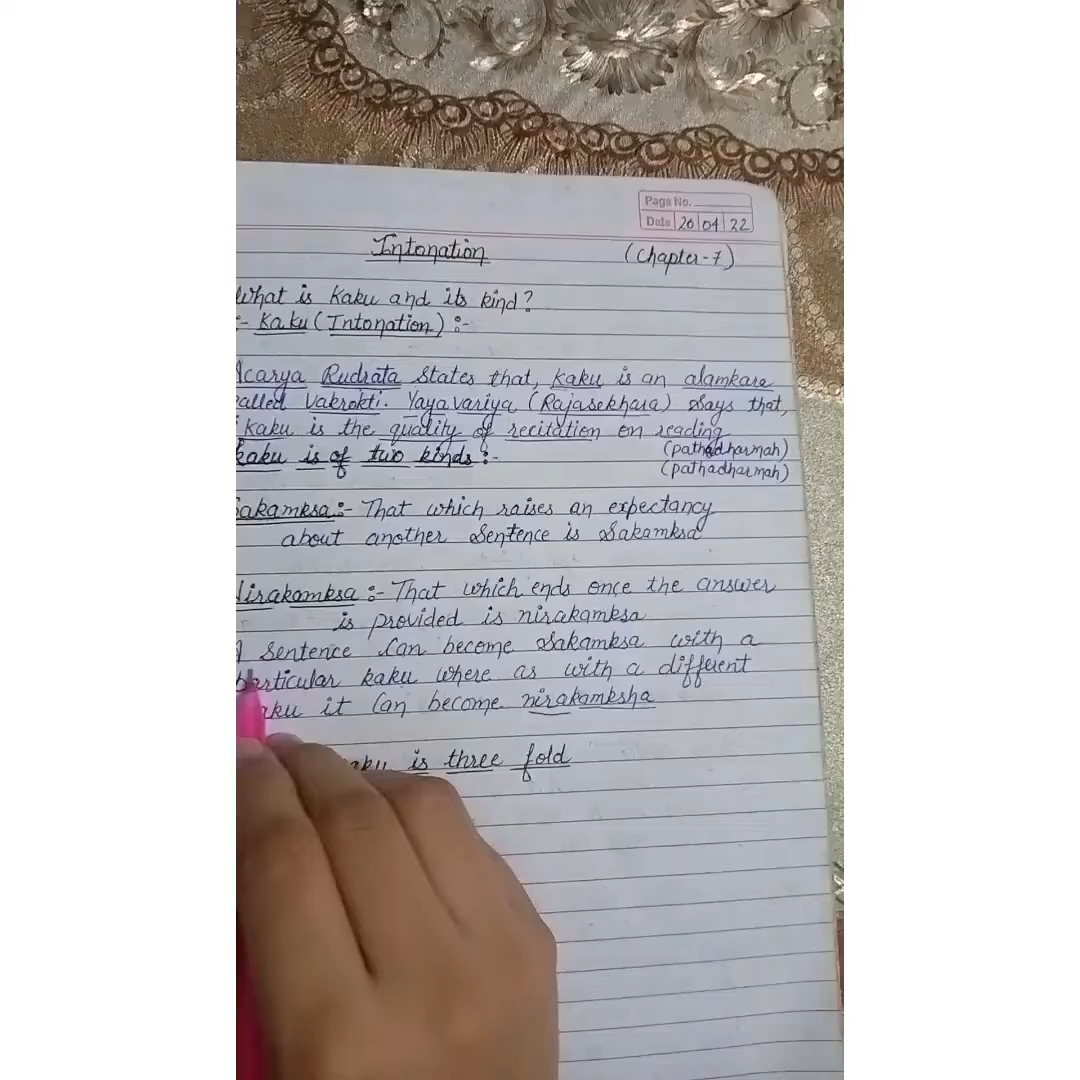 Page No.
Date 20 04 22
Intonation (Chapter-7)
What is Kaku and its kind?
:- Kaku (Intonation) :-
Acarya Rudrata states that, Kaku is an alamkara
called Vakrokti. Yayavariya (Rajasekhara) says that,
Kaku is the quality of recitation on reading
(pathadharmah)
Kaku is of two kinds :-
(pathadharmah)
Sakamksa :- That which raises an expectancy
about another sentence is Sakamksa
Nirakamksa :- That which ends once the answer
is provided is nirakamksa
A sentence can become Sakamksa with a
particular kaku where as with a different
kaku it can become nirakamksha
kaku is three fold